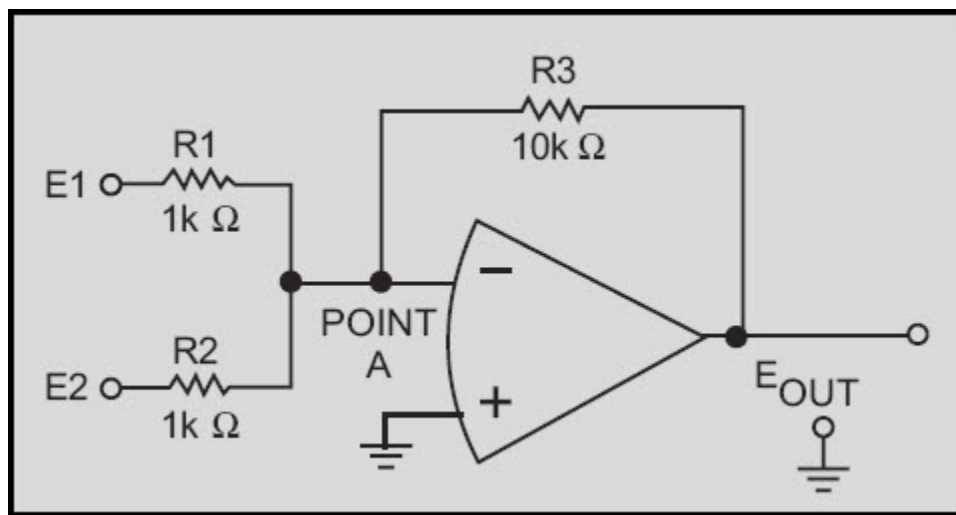 R3
10k Ω
R1
E1
1k Ω
−
POINT
A
R2
E2
1k Ω
+
EOUT